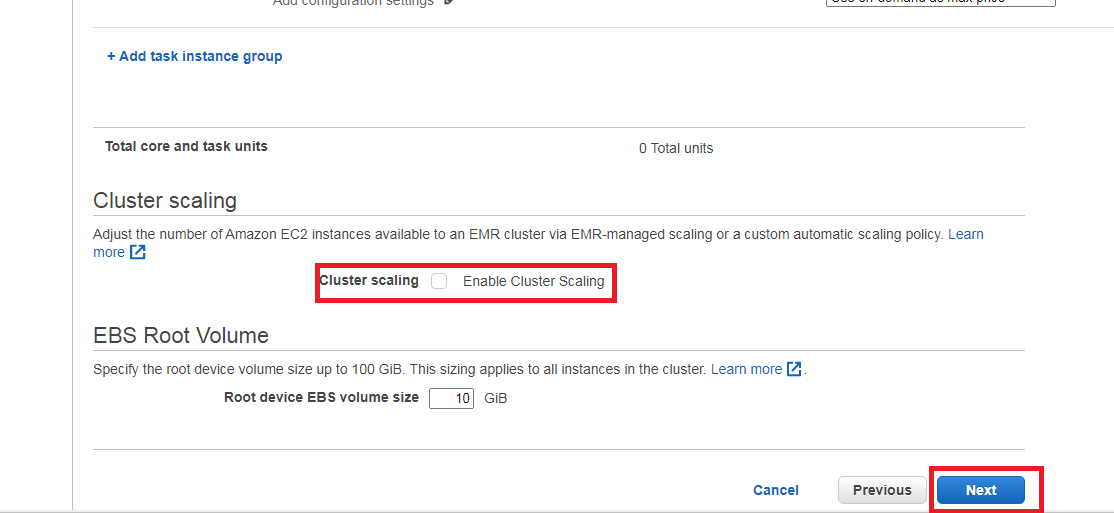 Add configuration settings
Use on-demand as max price
+ Add task instance group
Total core and task units
0 Total units
Cluster scaling
Adjust the number of Amazon EC2 instances available to an EMR cluster via EMR-managed scaling or a custom automatic scaling policy. Learn
more
Cluster scaling Enable Cluster Scaling
EBS Root Volume
Specify the root device volume size up to 100 GiB. This sizing applies to all instances in the cluster. Learn more .
Root device EBS volume size 10 GiB
Cancel Previous Next